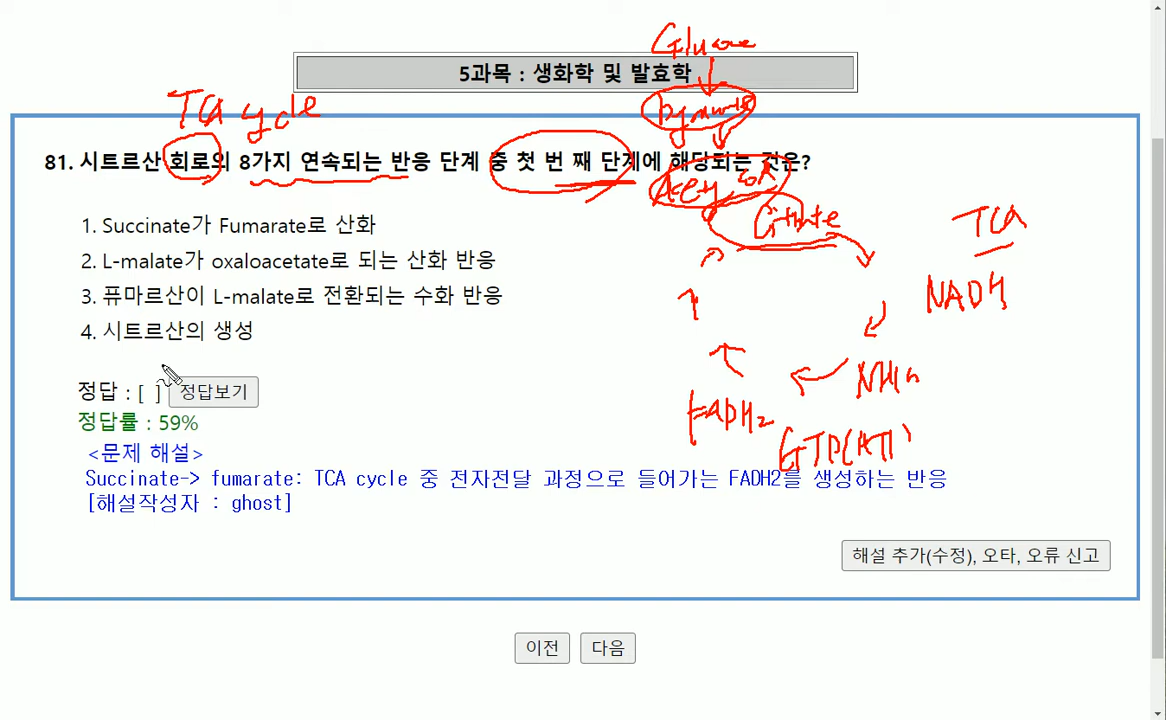 Glucose
5과목 : 생화학 및 발효학
TCA cycle
pyruvate
81. 시트르산 회로의 8가지 연속되는 반응 단계 중 첫 번 째 단계에 해당되는 것은?
Acetyl COA
Citrate
TCA
NADH
1. Succinate가 Fumarate로 산화
2. L-malate가 oxaloacetate로 되는 산화 반응
3. 퓨마르산이 L-malate로 전환되는 수화 반응
4. 시트르산의 생성
정답 : [ ] 정답보기
FADH2
정답률 : 59%
<문제 해설>
Succinate-> fumarate: TCA cycle 중 전자전달 과정으로 들어가는 FADH2를 생성하는 반응
[해설작성자 : ghost]
해설 추가(수정), 오타, 오류 신고
이전 다음